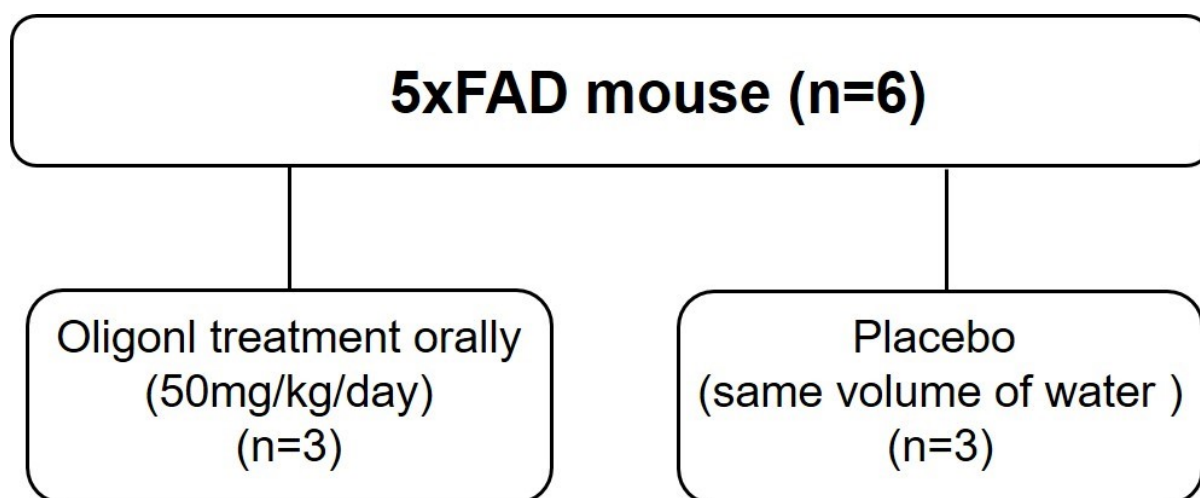 5xFAD mouse (n=6)
Oligonl treatment orally
(50mg/kg/day)
(n=3)
Placebo
(same volume of water )
(n=3)